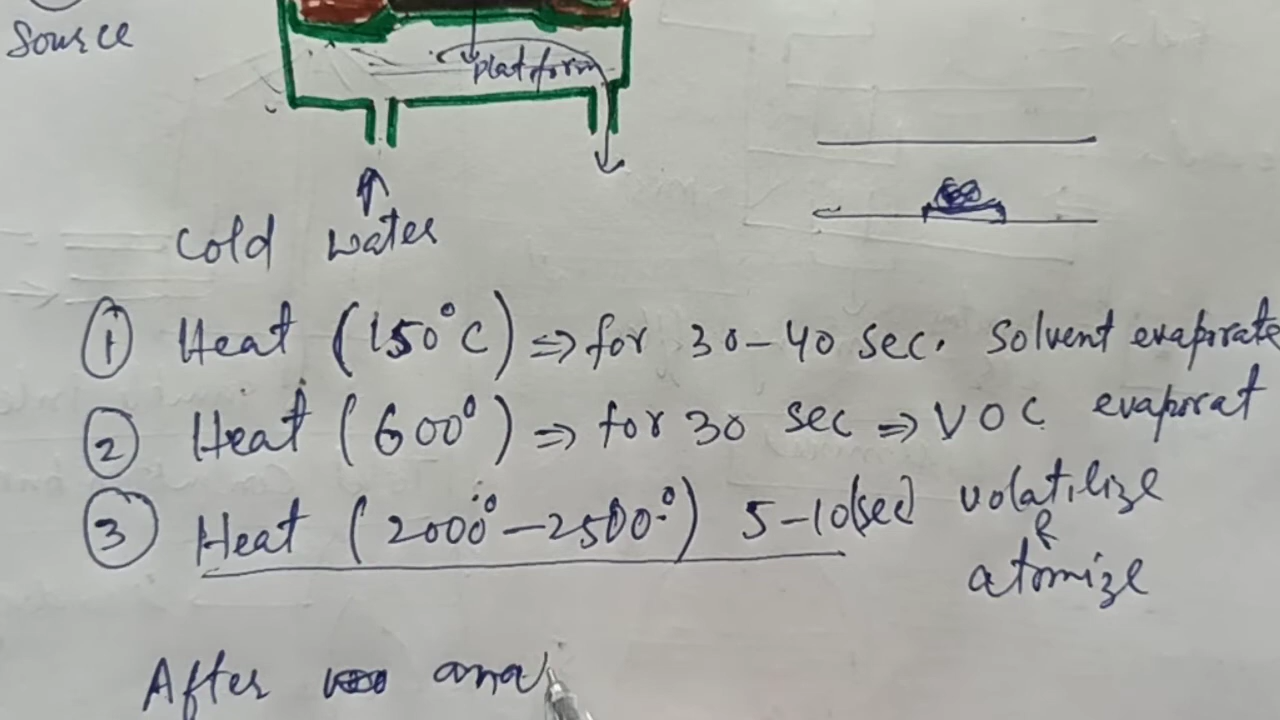 Source
platform
Cold water
1 Heat (150°C) ⇒ for 30-40 sec. Solvent evaporate
2 Heat (600°) ⇒ for 30 sec ⇒ VOC evaporat
3 Heat (2000° - 2500°) 5-10(sec) volatilize
&
atomize
After ana